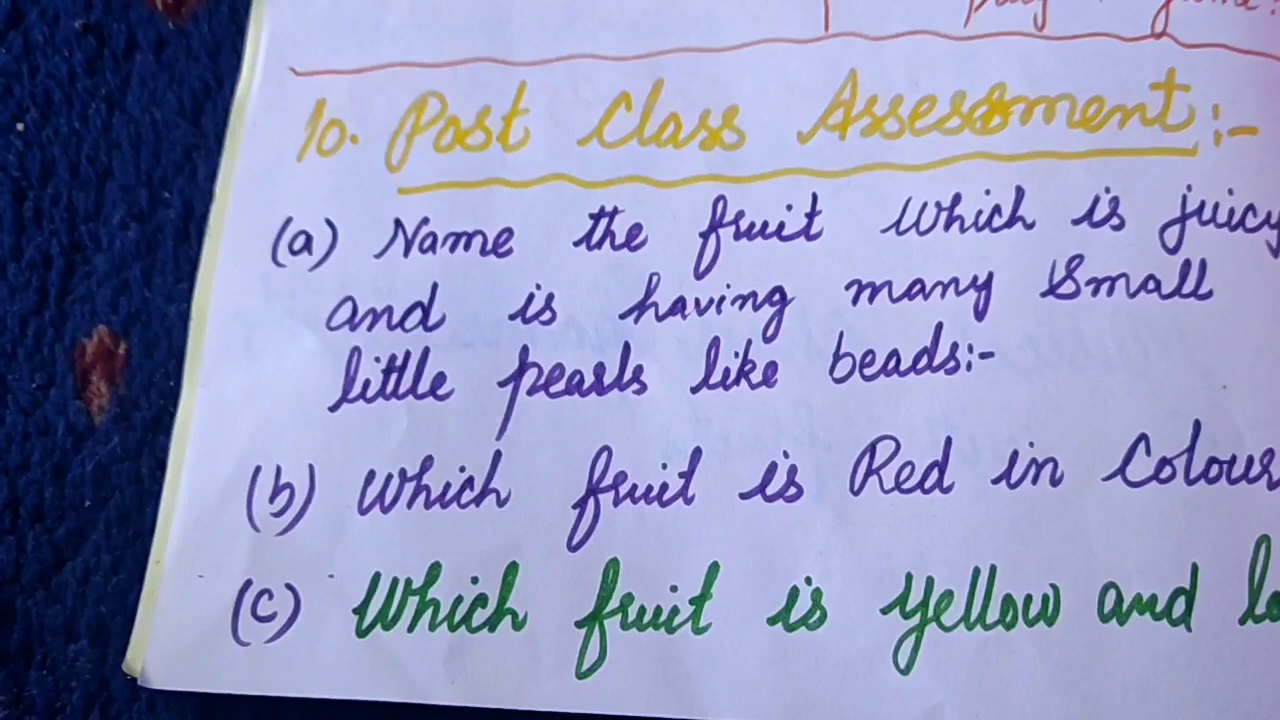 10. Post Class Assessment:-
(a) Name the fruit which is juicy
and is having many small
little pearls like beads:-
(b) which fruit is Red in Colour
(c) Which fruit is yellow and